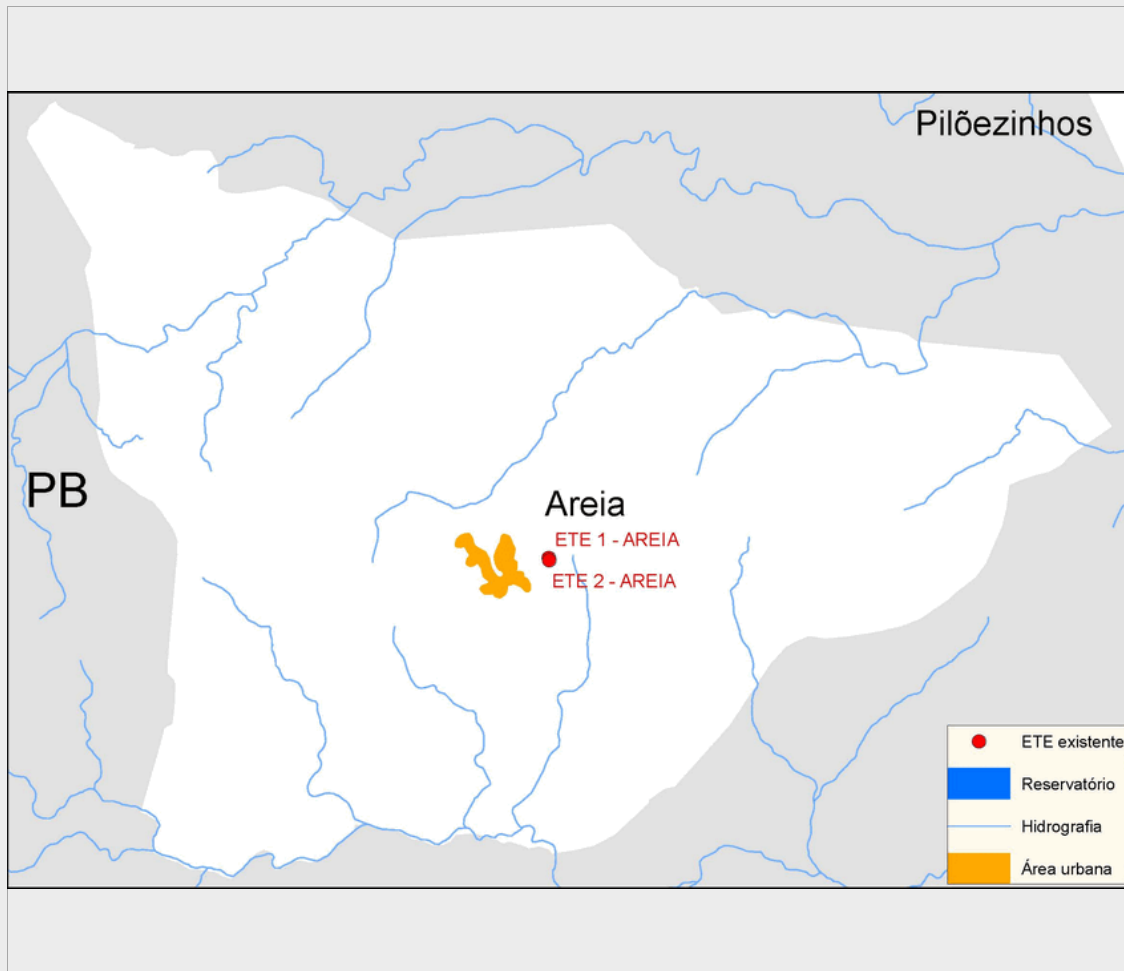 Pilõezinhos
PB
Areia
ETE 1 - AREIA
ETE 2 - AREIA
ETE existente
Reservatório
Hidrografia
Área urbana